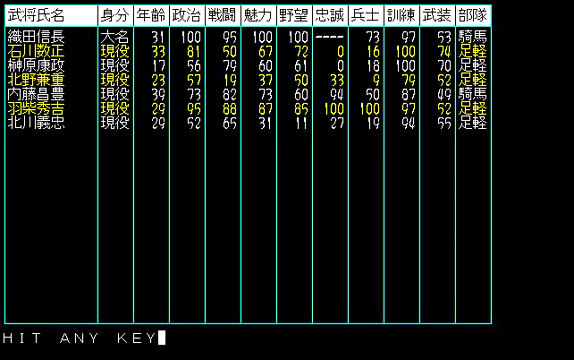 武将氏名 身分 年齢 政治 戦闘 魅力 野望 忠誠 兵士 訓練 武装 部隊
織田信長 大名 31 100 95 100 100 ---- 73 97 53 騎馬
石川数正 現役 33 81 50 67 72 0 16 100 74 足軽
榊原康政 現役 17 56 79 60 61 0 18 100 70 足軽
北野兼重 現役 23 57 19 37 50 33 9 79 52 足軽
内藤昌豊 現役 39 73 82 73 60 94 50 87 49 騎馬
羽柴秀吉 現役 29 95 88 87 85 100 100 97 52 足軽
北川義忠 現役 29 52 65 31 11 27 19 94 55 足軽
HIT ANY KEY